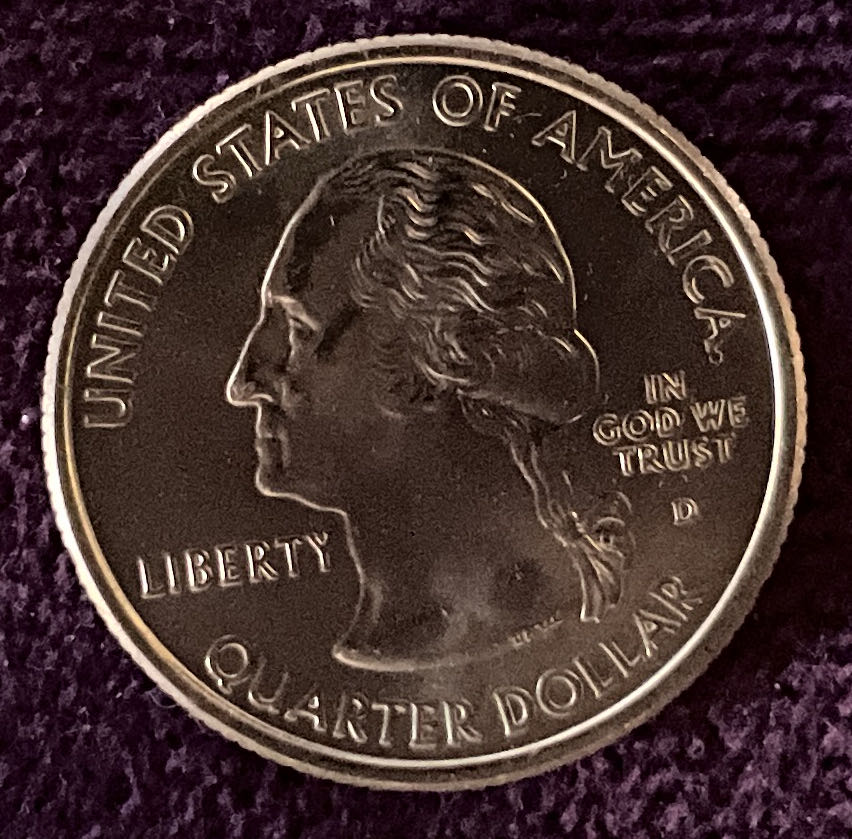 UNITED STATES OF AMERICA
IN
GOD WE
TRUST
D
LIBERTY
QUARTER DOLLAR